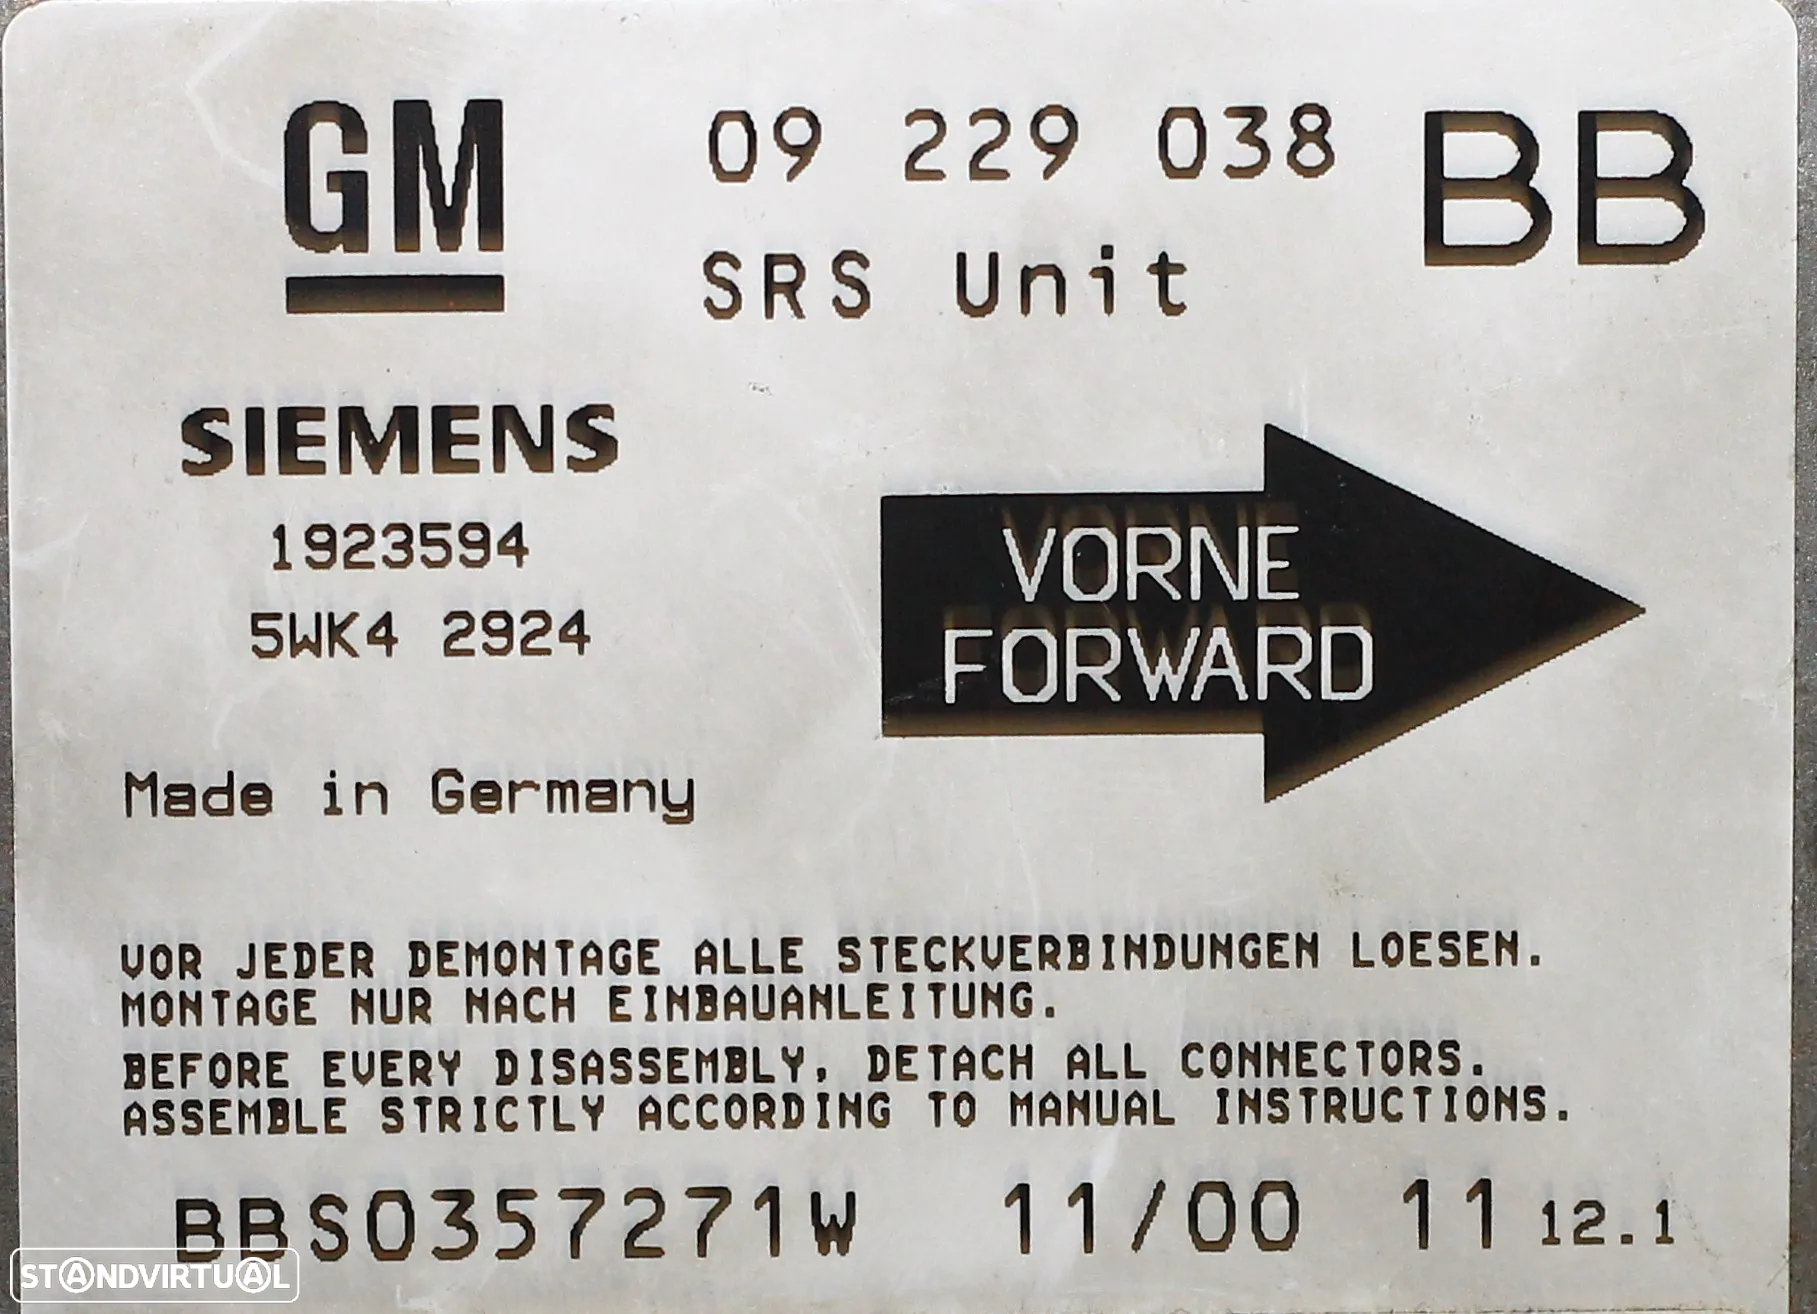 GM
09 229 038 BB
SRS Unit
SIEMENS
1923594
5WK4 2924
VORNE
FORWARD
Made in Germany
VOR JEDER DEMONTAGE ALLE STECKVERBINDUNGEN LOESEN.
MONTAGE NUR NACH EINBAUANLEITUNG.
BEFORE EVERY DISASSEMBLY, DETACH ALL CONNECTORS.
ASSEMBLE STRICTLY ACCORDING TO MANUAL INSTRUCTIONS.
BBS0357271W 11/00 11 12.1
STANDVIRTUAL